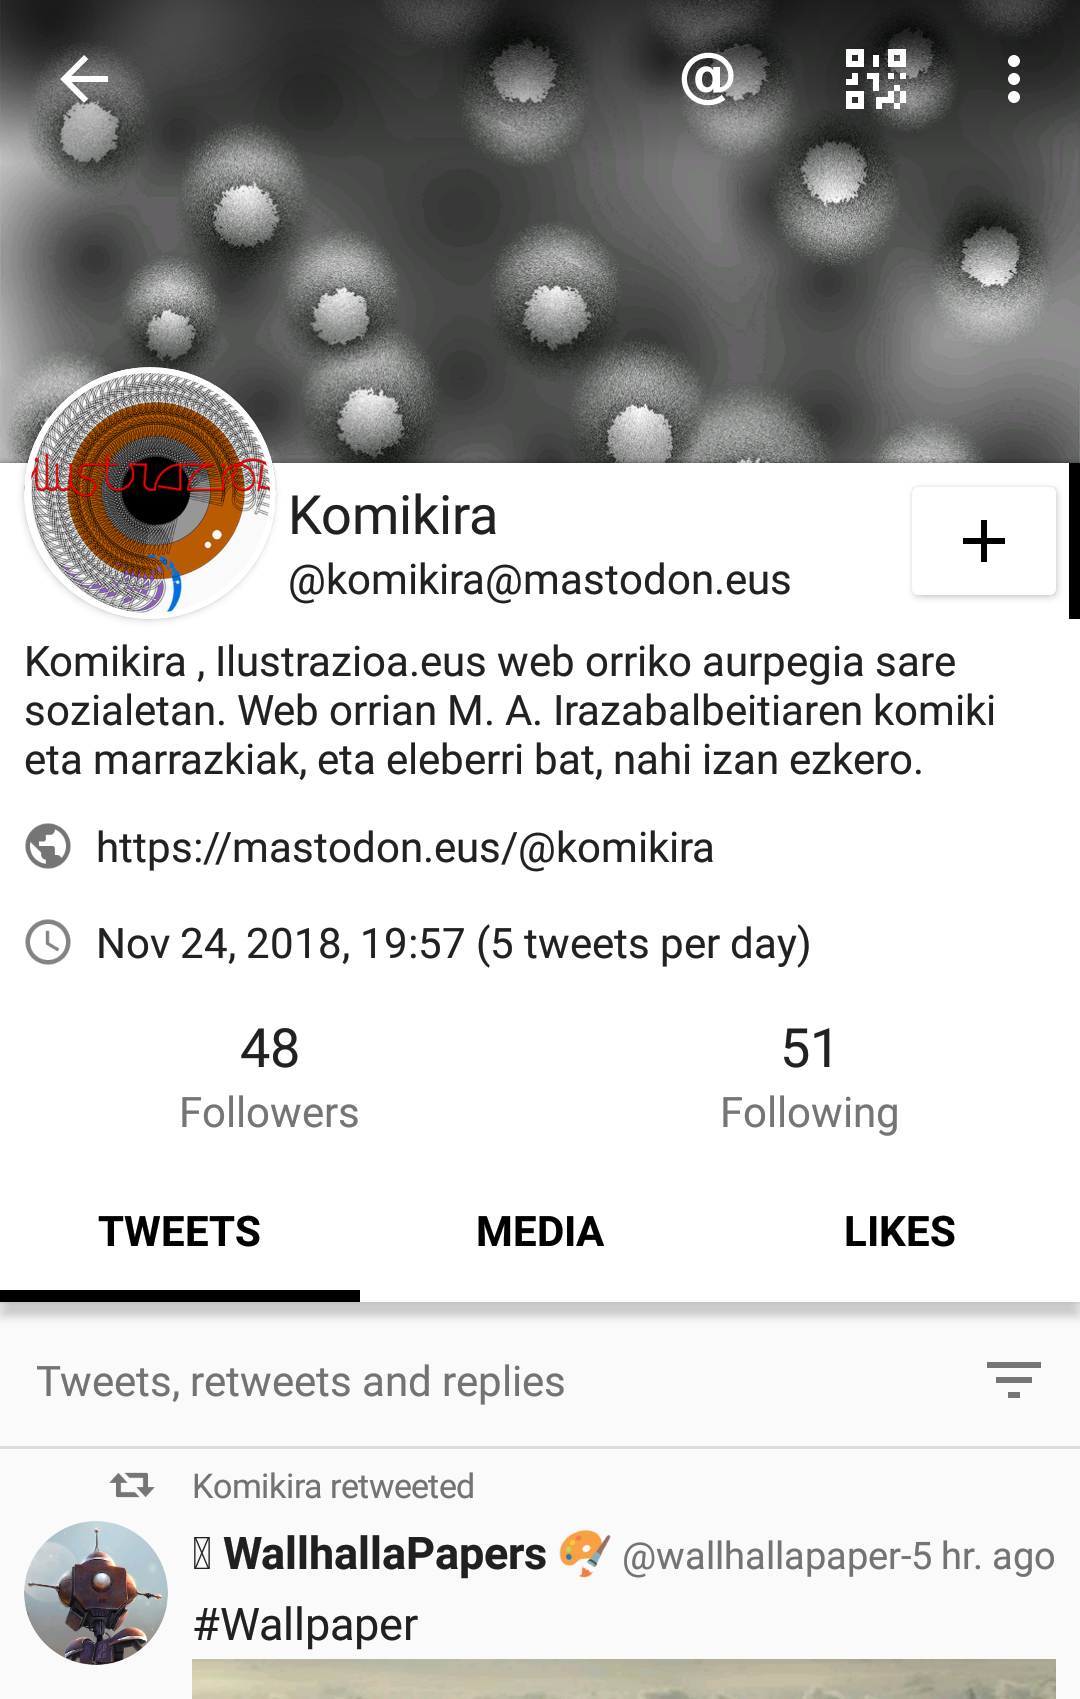 @
ilustrazioa
Komikira
@komikira@mastodon.eus
Komikira , Ilustrazioa.eus web orriko aurpegia sare
sozialetan. Web orrian M. A. Irazabalbeitiaren komiki
eta marrazkiak, eta eleberri bat, nahi izan ezkero.
https://mastodon.eus/@komikira
Nov 24, 2018, 19:57 (5 tweets per day)
48
Followers
51
Following
TWEETS
MEDIA
LIKES
Tweets, retweets and replies
Komikira retweeted
WallhallaPapers 🎨 @wallhallapaper-5 hr. ago
#Wallpaper